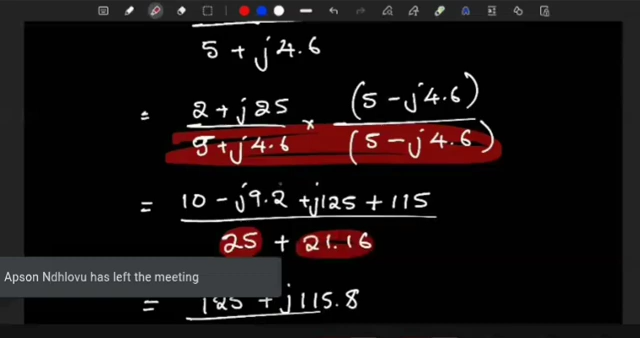 5 + j4.6
= 2 + j25 × (5 - j4.6)
5 + j4.6 (5 - j4.6)
= 10 - j9.2 + j125 + 115
25 + 21.16
Apson Ndhlovu has left the meeting
= 125 + j115.8